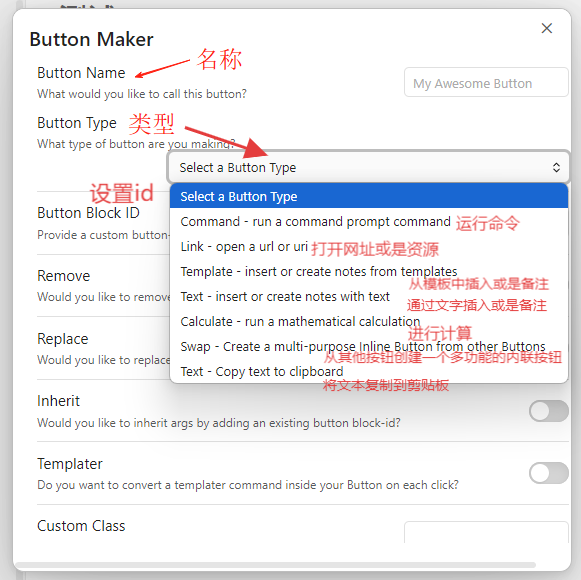 Button Maker
Button Name
名称
What would you like to call this button?
My Awesome Button
Button Type
类型
What type of button are you making?
Select a Button Type
设置id
Select a Button Type
Button Block ID
Command - run a command prompt command
运行命令
Provide a custom button-
Link - open a url or uri
打开网址或是资源
Remove
Template - insert or create notes from templates
从模板中插入或是备注
Would you like to remove
Text - insert or create notes with text
通过文字插入或是备注
Calculate - run a mathematical calculation
进行计算
Replace
Swap - Create a multi-purpose Inline Button from other Buttons
从其他按钮创建一个多功能的内联按钮
Would you like to replace
Text - Copy text to clipboard
将文本复制到剪贴板
Inherit
Would you like to inherit args by adding an existing button block-id?
Templater
Do you want to convert a templater command inside your Button on each click?
Custom Class